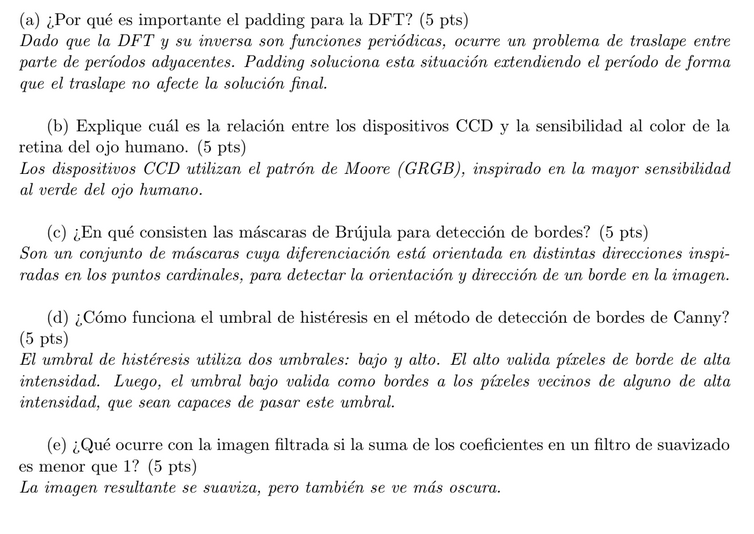 (a) ¿Por qué es importante el padding para la DFT? (5 pts)
Dado que la DFT y su inversa son funciones periódicas, ocurre un problema de traslape entre
parte de períodos adyacentes. Padding soluciona esta situación extendiendo el período de forma
que el traslape no afecte la solución final.
(b) Explique cuál es la relación entre los dispositivos CCD y la sensibilidad al color de la
retina del ojo humano. (5 pts)
Los dispositivos CCD utilizan el patrón de Moore (GRGB), inspirado en la mayor sensibilidad
al verde del ojo humano.
(c) ¿En qué consisten las máscaras de Brújula para detección de bordes? (5 pts)
Son un conjunto de máscaras cuya diferenciación está orientada en distintas direcciones inspi-
radas en los puntos cardinales, para detectar la orientación y dirección de un borde en la imagen.
(d) ¿Cómo funciona el umbral de histéresis en el método de detección de bordes de Canny?
(5 pts)
El umbral de histéresis utiliza dos umbrales: bajo y alto. El alto valida píxeles de borde de alta
intensidad. Luego, el umbral bajo valida como bordes a los píxeles vecinos de alguno de alta
intensidad, que sean capaces de pasar este umbral.
(e) ¿Qué ocurre con la imagen filtrada si la suma de los coeficientes en un filtro de suavizado
es menor que 1? (5 pts)
La imagen resultante se suaviza, pero también se ve más oscura.